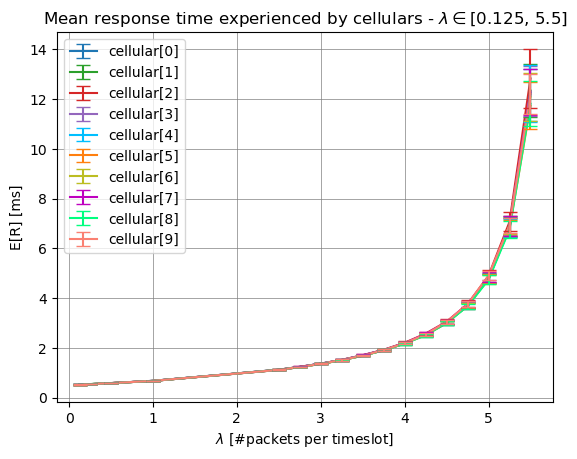 Mean response time experienced by cellulars - λ ∈ [0.125, 5.5]
14
12
10
8
6
4
2
0
E[R] [ms]
cellular[0]
cellular[1]
cellular[2]
cellular[3]
cellular[4]
cellular[5]
cellular[6]
cellular[7]
cellular[8]
cellular[9]
0 1 2 3 4 5
λ [#packets per timeslot]